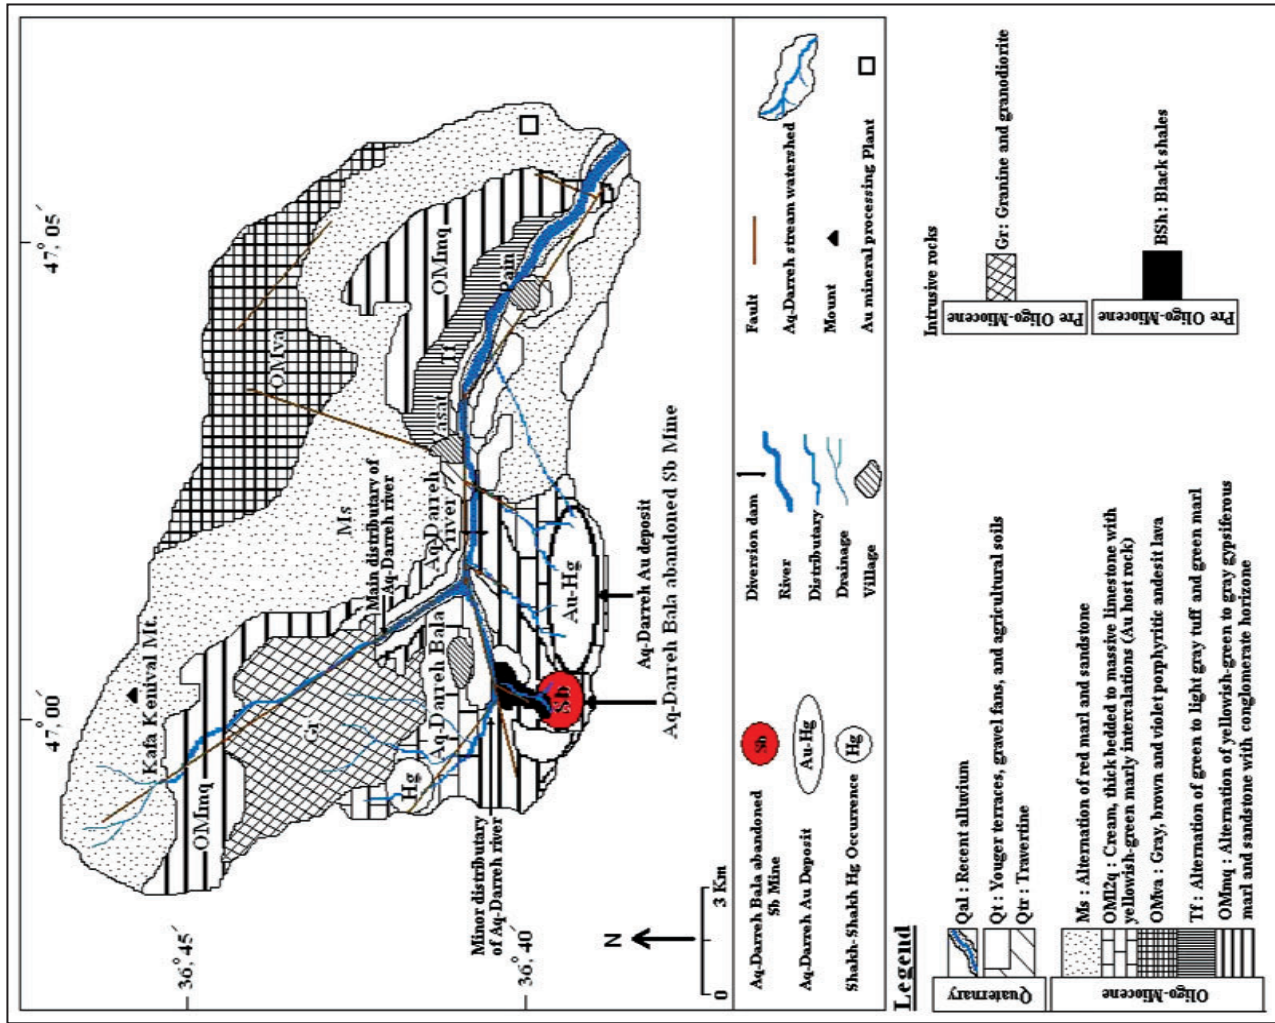 47° 00′
47° 05′
36° 45′
36° 40′
Kafa Kenival Mt.
OMmq
Gr
Main distributary of
Aq-Darreh river
Ms
OMva
OMmq
Tf
Aq-Darreh
river
Vasat
Pain
Aq-Darreh Bala
Hg
Sb
Au-Hg
Minor distributary
of Aq-Darreh river
Aq-Darreh Au deposit
Aq-Darreh Bala abandoned Sb Mine
N
0
3 Km
Aq-Darreh Bala abandoned
Sb Mine
Sb
Aq-Darreh Au Deposit
Au-Hg
Shakh-Shakh Hg Occurrence
Hg
Diversion dam
River
Distributary
Drainage
Village
Fault
Aq-Darreh stream watershed
Mount
Au mineral processing Plant
Legend
Quaternary
Qal : Recent alluvium
Qt : Youger terraces, gravel fans, and agricultural soils
Qtr : Travertine
Oligo-Miocene
Ms : Alternation of red marl and sandstone
OMl2q : Cream, thick bedded to massive limestone with
yellowish-green marly intercalations (Au host rock)
OMva : Gray, brown and violet porphyritic andesit lava
Tf : Alternation of green to light gray tuff and green marl
OMmq : Alternation of yellowish-green to gray gypsiferous
marl and sandstone with conglomerate horizone
Intrusive rocks
Pre Oligo-Miocene
Gr: Granine and granodiorite
Pre Oligo-Miocene
BSh : Black shales